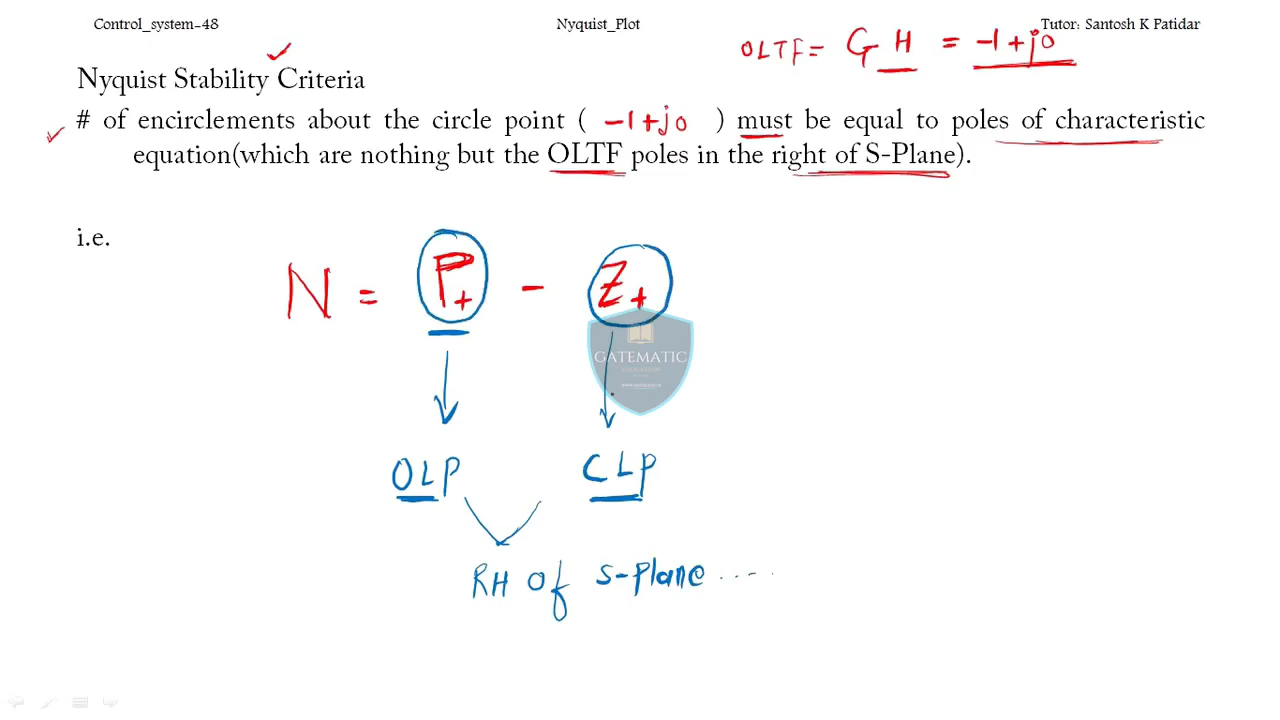 Control_system-48 Nyquist_Plot Tutor: Santosh K Patidar
OLTF = G H = -1+j0
Nyquist Stability Criteria
# of encirclements about the circle point ( -1+j0 ) must be equal to poles of characteristic
equation(which are nothing but the OLTF poles in the right of S-Plane).
i.e.
N = P+ - Z+
GATEMATIC
OLP CLP
RH Of S-Plane .....